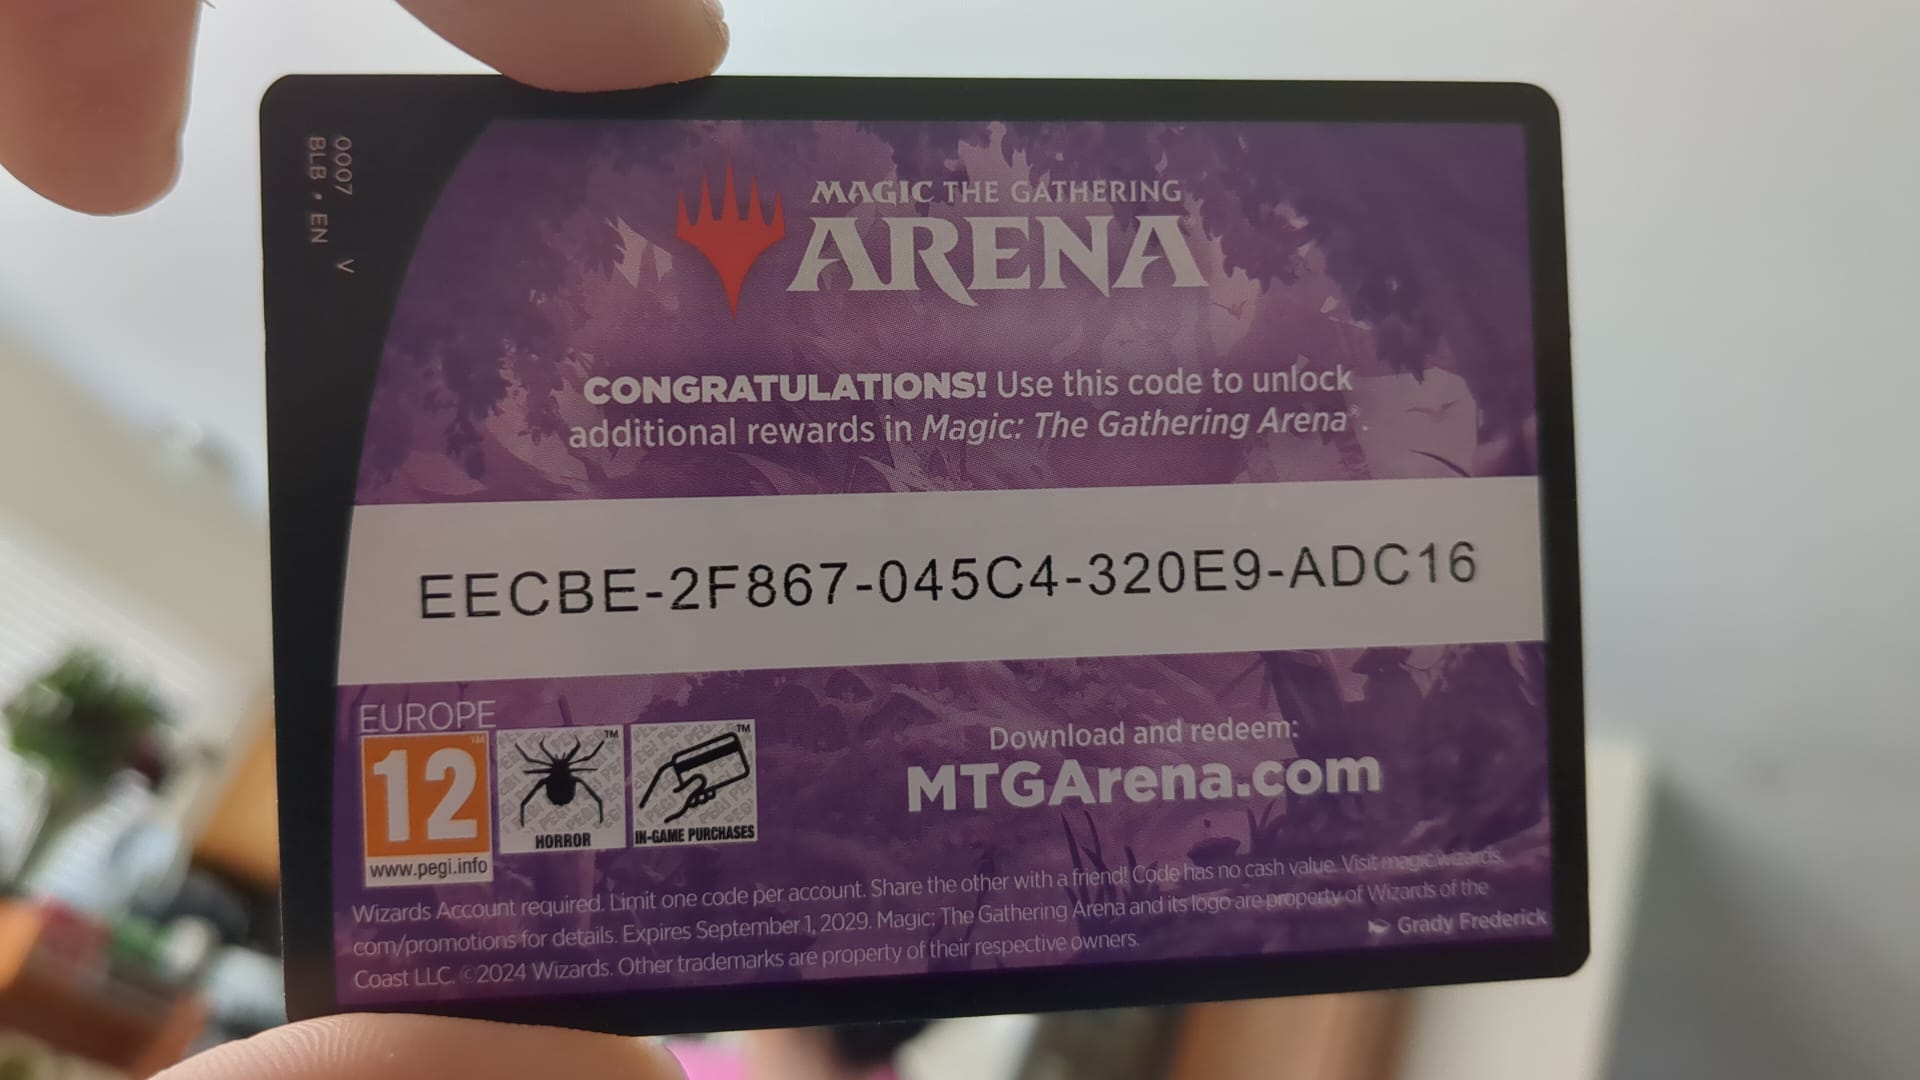 0007 V
BLB • EN
MAGIC THE GATHERING
ARENA
CONGRATULATIONS! Use this code to unlock
additional rewards in Magic: The Gathering Arena®.
EECBE-2F867-045C4-320E9-ADC16
EUROPE
12
www.pegi.info
HORROR
IN-GAME PURCHASES
Download and redeem:
MTGArena.com
Wizards Account required. Limit one code per account. Share the other with a friend! Code has no cash value. Visit magic.wizards.
com/promotions for details. Expires September 1, 2029. Magic: The Gathering Arena and its logo are property of Wizards of the
Coast LLC. ©2024 Wizards. Other trademarks are property of their respective owners.
Grady Frederick